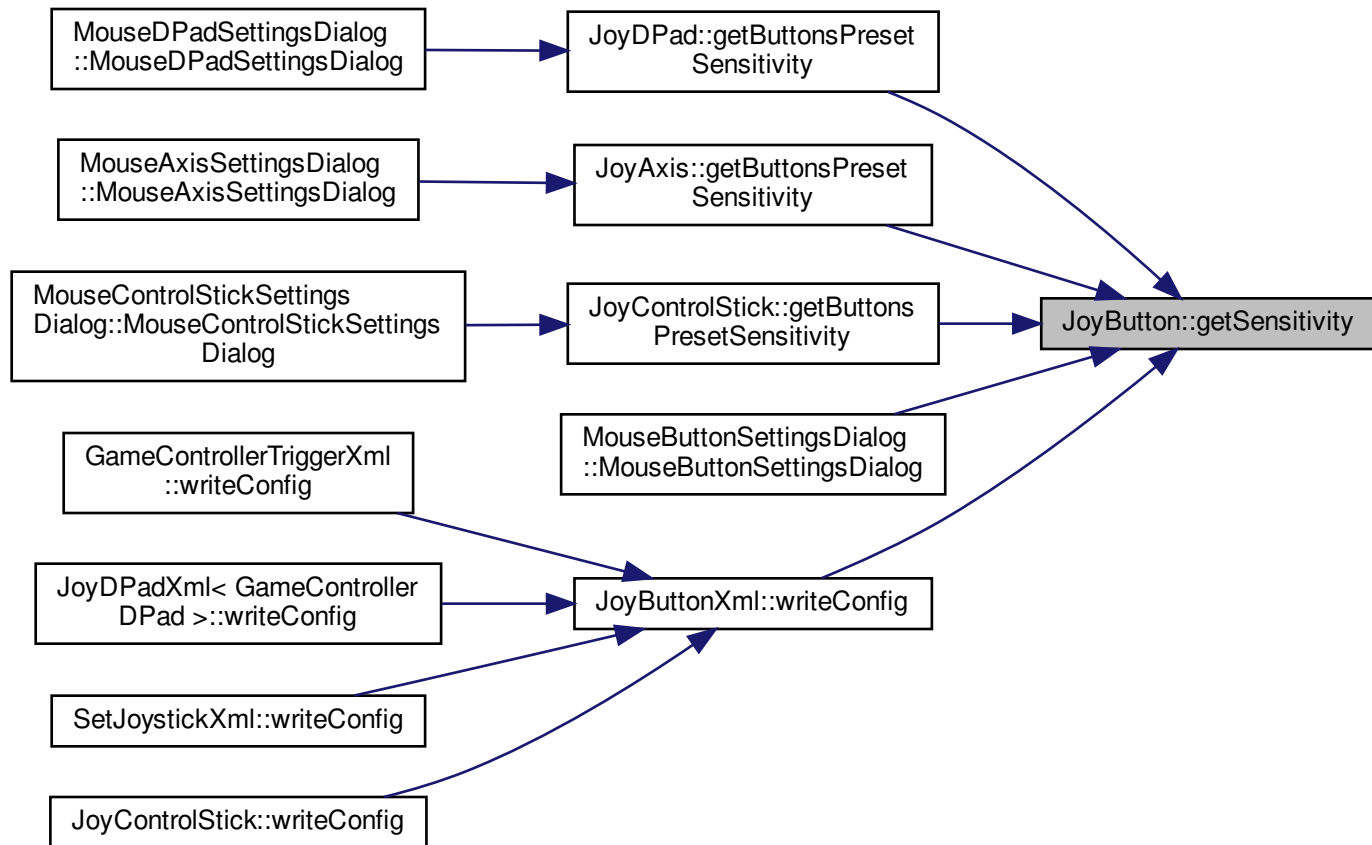 MouseDPadSettingsDialog
::MouseDPadSettingsDialog
JoyDPad::getButtonsPreset
Sensitivity
MouseAxisSettingsDialog
::MouseAxisSettingsDialog
JoyAxis::getButtonsPreset
Sensitivity
MouseControlStickSettings
Dialog::MouseControlStickSettings
Dialog
JoyControlStick::getButtons
PresetSensitivity
JoyButton::getSensitivity
MouseButtonSettingsDialog
::MouseButtonSettingsDialog
GameControllerTriggerXml
::writeConfig
JoyDPadXml< GameController
DPad >::writeConfig
JoyButtonXml::writeConfig
SetJoystickXml::writeConfig
JoyControlStick::writeConfig